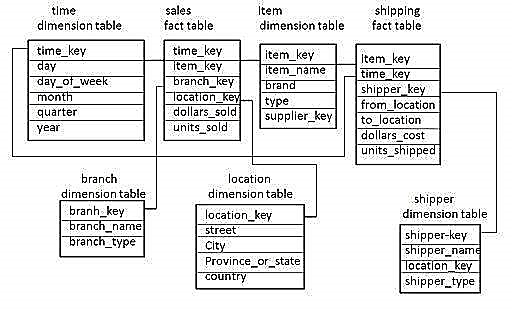 time
dimension table
time_key
day
day_of_week
month
quarter
year
sales
fact table
time_key
item_key
branch_key
location_key
dollars_sold
units_sold
item
dimension table
item_key
item_name
brand
type
supplier_key
shipping
fact table
item_key
time_key
shipper_key
from_location
to_location
dollars_cost
units_shipped
branch
dimension table
branh_key
branch_name
branch_type
location
dimension table
location_key
street
City
Province_or_state
country
shipper
dimension table
shipper-key
shipper_name
location_key
shipper_type